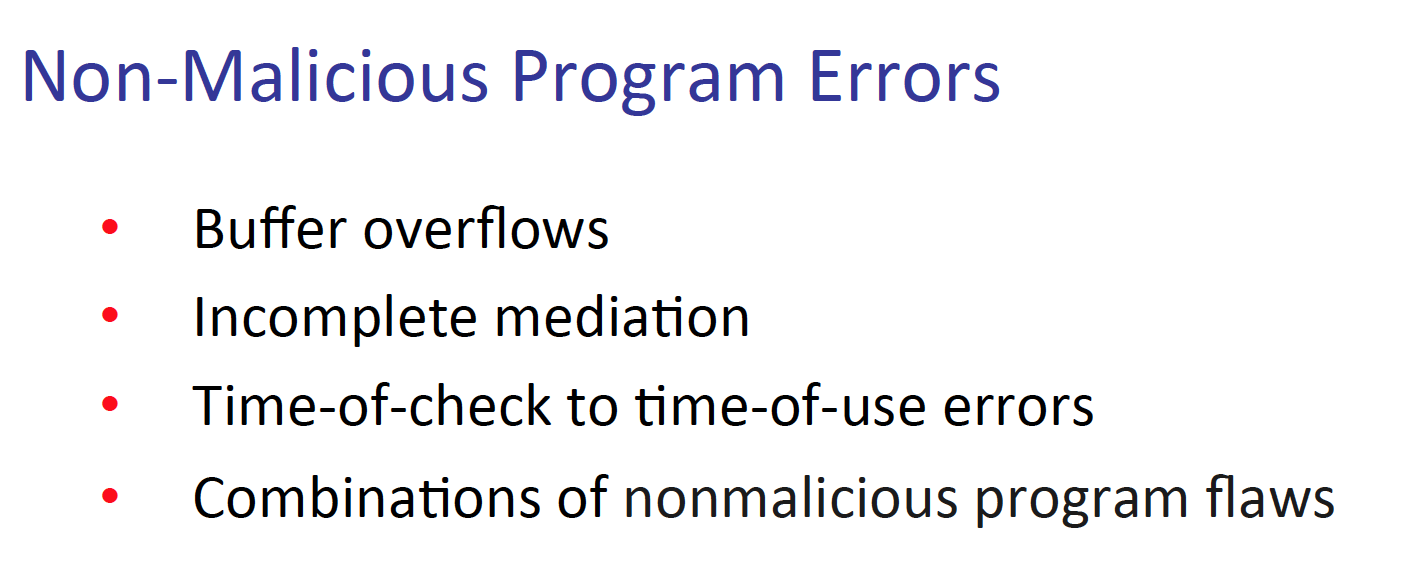 Non-Malicious Program Errors
• Buffer overflows
• Incomplete mediation
• Time-of-check to time-of-use errors
• Combinations of nonmalicious program flaws